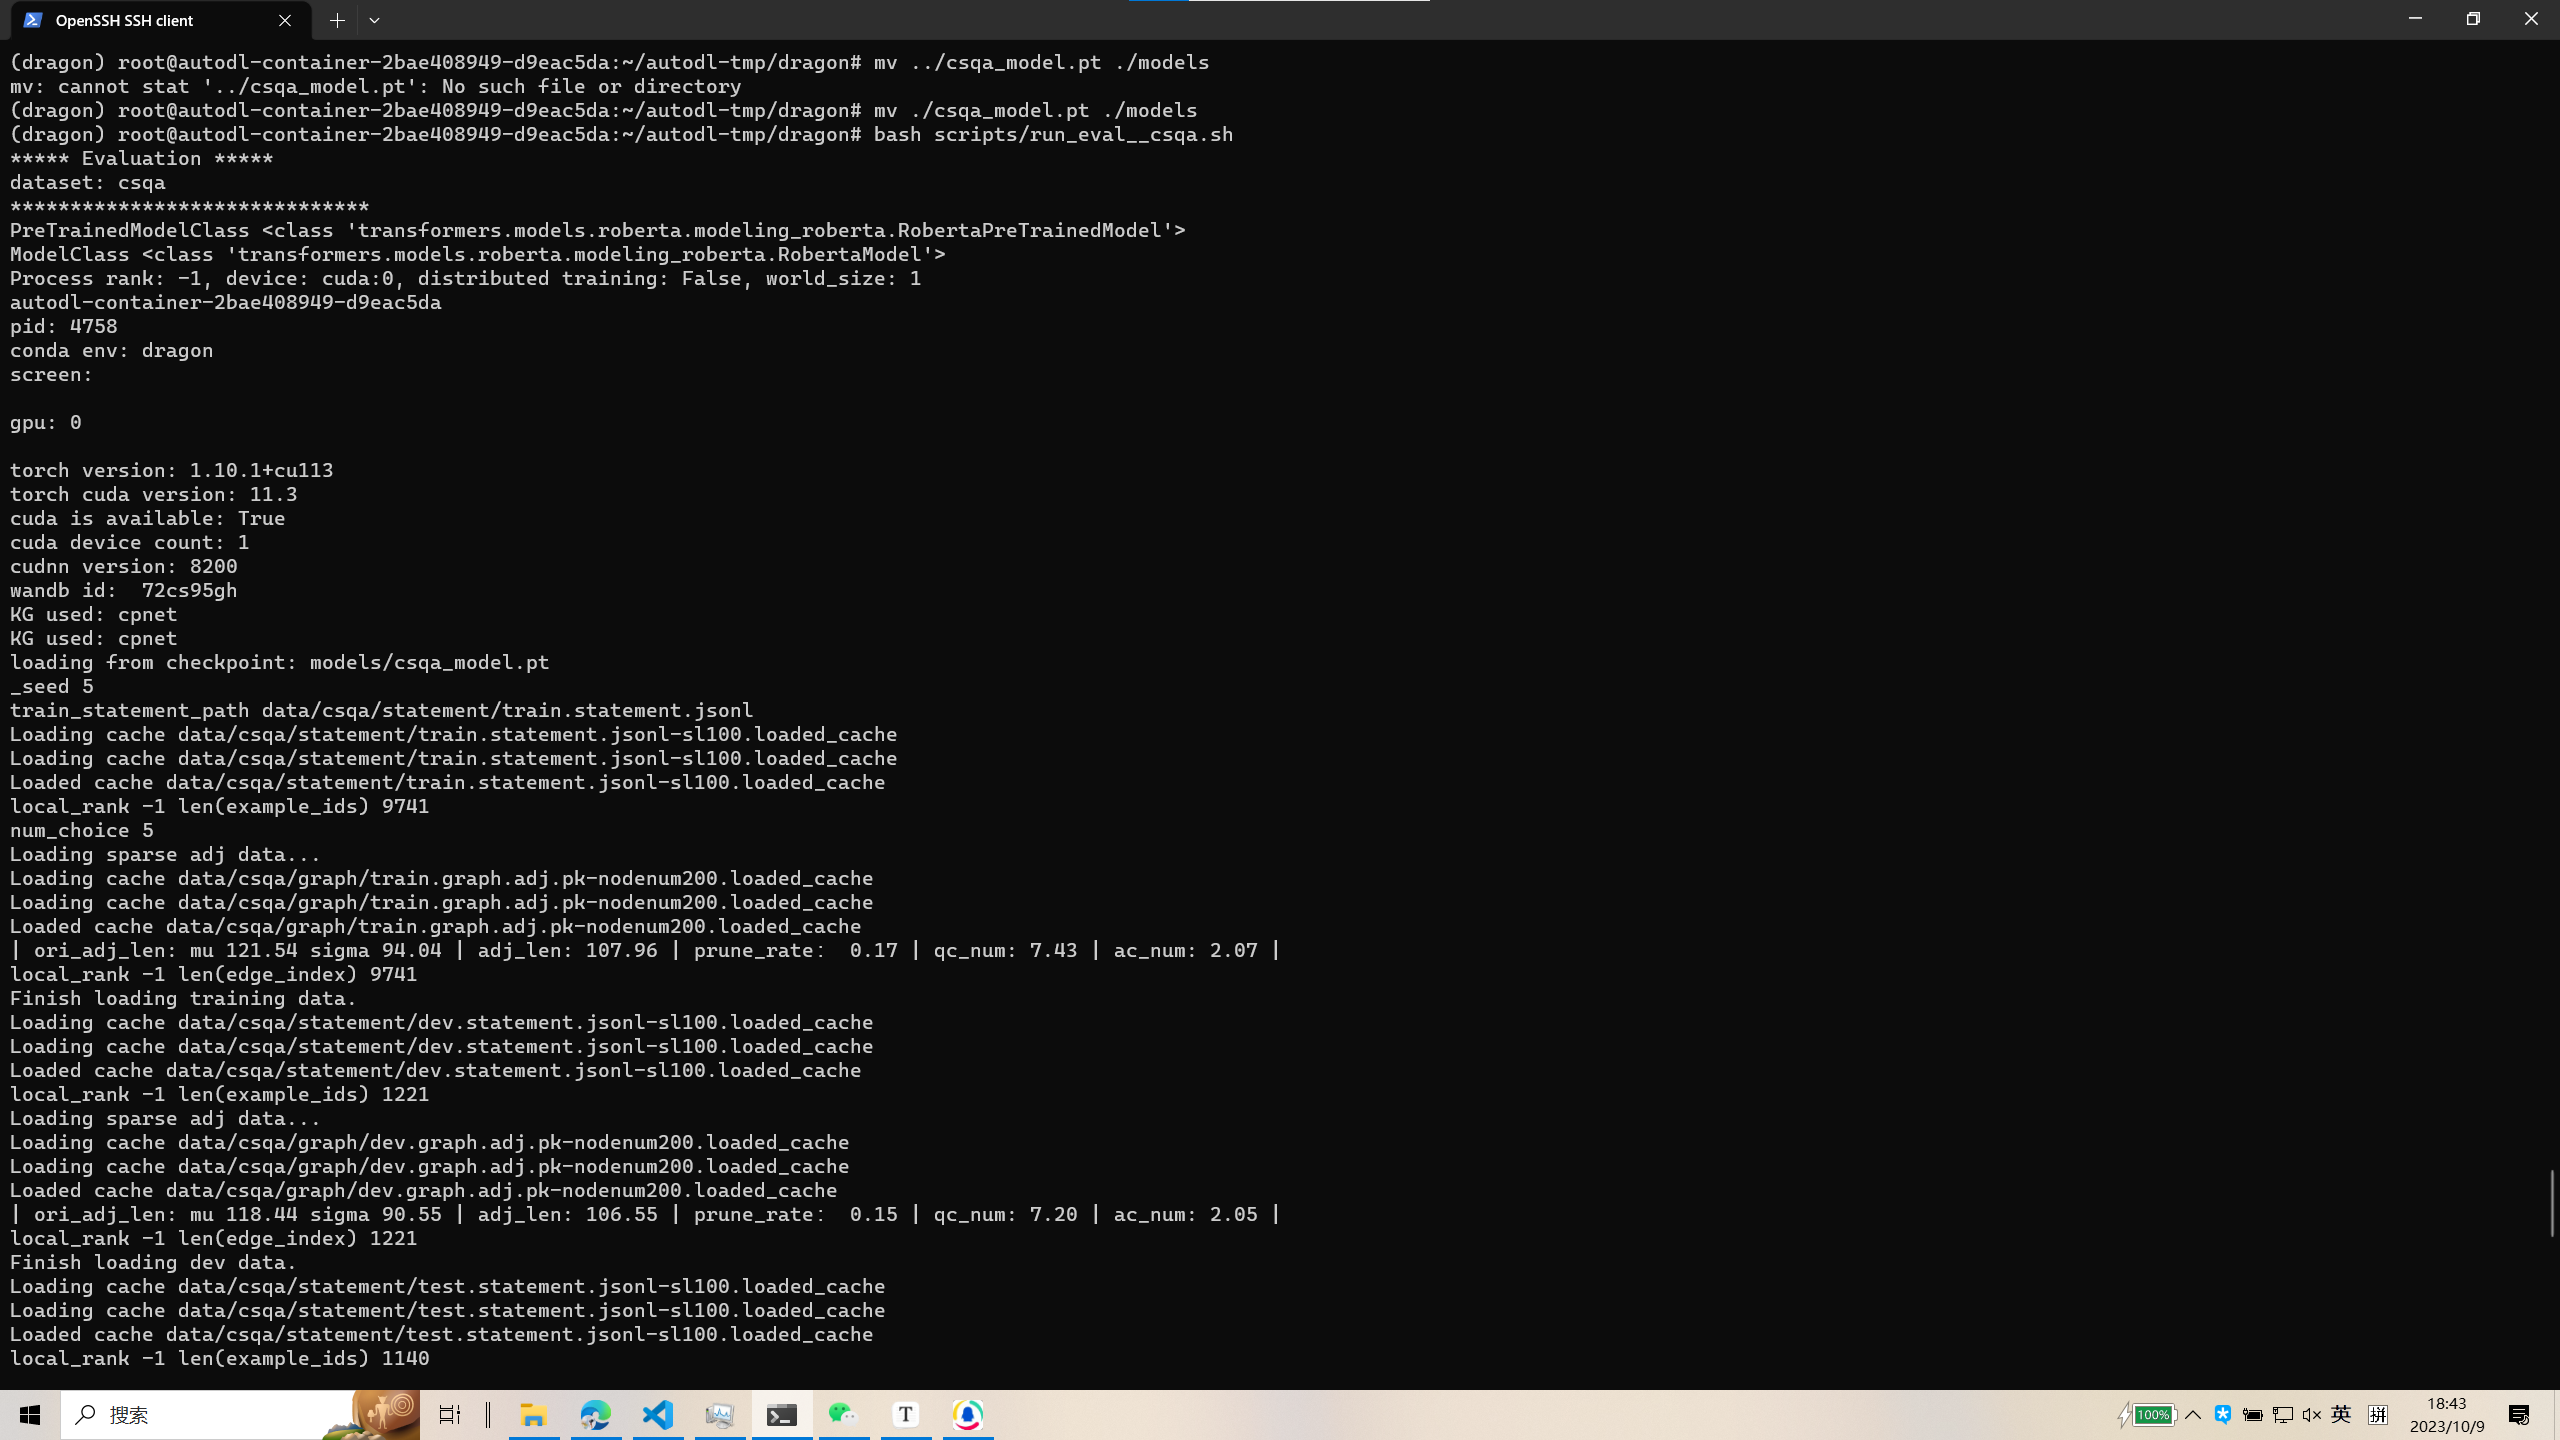 OpenSSH SSH client
(dragon) root@autodl-container-2bae408949-d9eac5da:~/autodl-tmp/dragon# mv ../csqa_model.pt ./models
mv: cannot stat '../csqa_model.pt': No such file or directory
(dragon) root@autodl-container-2bae408949-d9eac5da:~/autodl-tmp/dragon# mv ./csqa_model.pt ./models
(dragon) root@autodl-container-2bae408949-d9eac5da:~/autodl-tmp/dragon# bash scripts/run_eval__csqa.sh
***** Evaluation *****
dataset: csqa
******************************
PreTrainedModelClass <class 'transformers.models.roberta.modeling_roberta.RobertaPreTrainedModel'>
ModelClass <class 'transformers.models.roberta.modeling_roberta.RobertaModel'>
Process rank: -1, device: cuda:0, distributed training: False, world_size: 1
autodl-container-2bae408949-d9eac5da
pid: 4758
conda env: dragon
screen:
gpu: 0
torch version: 1.10.1+cu113
torch cuda version: 11.3
cuda is available: True
cuda device count: 1
cudnn version: 8200
wandb id:  72cs95gh
KG used: cpnet
KG used: cpnet
loading from checkpoint: models/csqa_model.pt
_seed 5
train_statement_path data/csqa/statement/train.statement.jsonl
Loading cache data/csqa/statement/train.statement.jsonl-sl100.loaded_cache
Loading cache data/csqa/statement/train.statement.jsonl-sl100.loaded_cache
Loaded cache data/csqa/statement/train.statement.jsonl-sl100.loaded_cache
local_rank -1 len(example_ids) 9741
num_choice 5
Loading sparse adj data...
Loading cache data/csqa/graph/train.graph.adj.pk-nodenum200.loaded_cache
Loading cache data/csqa/graph/train.graph.adj.pk-nodenum200.loaded_cache
Loaded cache data/csqa/graph/train.graph.adj.pk-nodenum200.loaded_cache
| ori_adj_len: mu 121.54 sigma 94.04 | adj_len: 107.96 | prune_rate： 0.17 | qc_num: 7.43 | ac_num: 2.07 |
local_rank -1 len(edge_index) 9741
Finish loading training data.
Loading cache data/csqa/statement/dev.statement.jsonl-sl100.loaded_cache
Loading cache data/csqa/statement/dev.statement.jsonl-sl100.loaded_cache
Loaded cache data/csqa/statement/dev.statement.jsonl-sl100.loaded_cache
local_rank -1 len(example_ids) 1221
Loading sparse adj data...
Loading cache data/csqa/graph/dev.graph.adj.pk-nodenum200.loaded_cache
Loading cache data/csqa/graph/dev.graph.adj.pk-nodenum200.loaded_cache
Loaded cache data/csqa/graph/dev.graph.adj.pk-nodenum200.loaded_cache
| ori_adj_len: mu 118.44 sigma 90.55 | adj_len: 106.55 | prune_rate： 0.15 | qc_num: 7.20 | ac_num: 2.05 |
local_rank -1 len(edge_index) 1221
Finish loading dev data.
Loading cache data/csqa/statement/test.statement.jsonl-sl100.loaded_cache
Loading cache data/csqa/statement/test.statement.jsonl-sl100.loaded_cache
Loaded cache data/csqa/statement/test.statement.jsonl-sl100.loaded_cache
local_rank -1 len(example_ids) 1140
搜索
T
100%
英
拼
18:43
2023/10/9